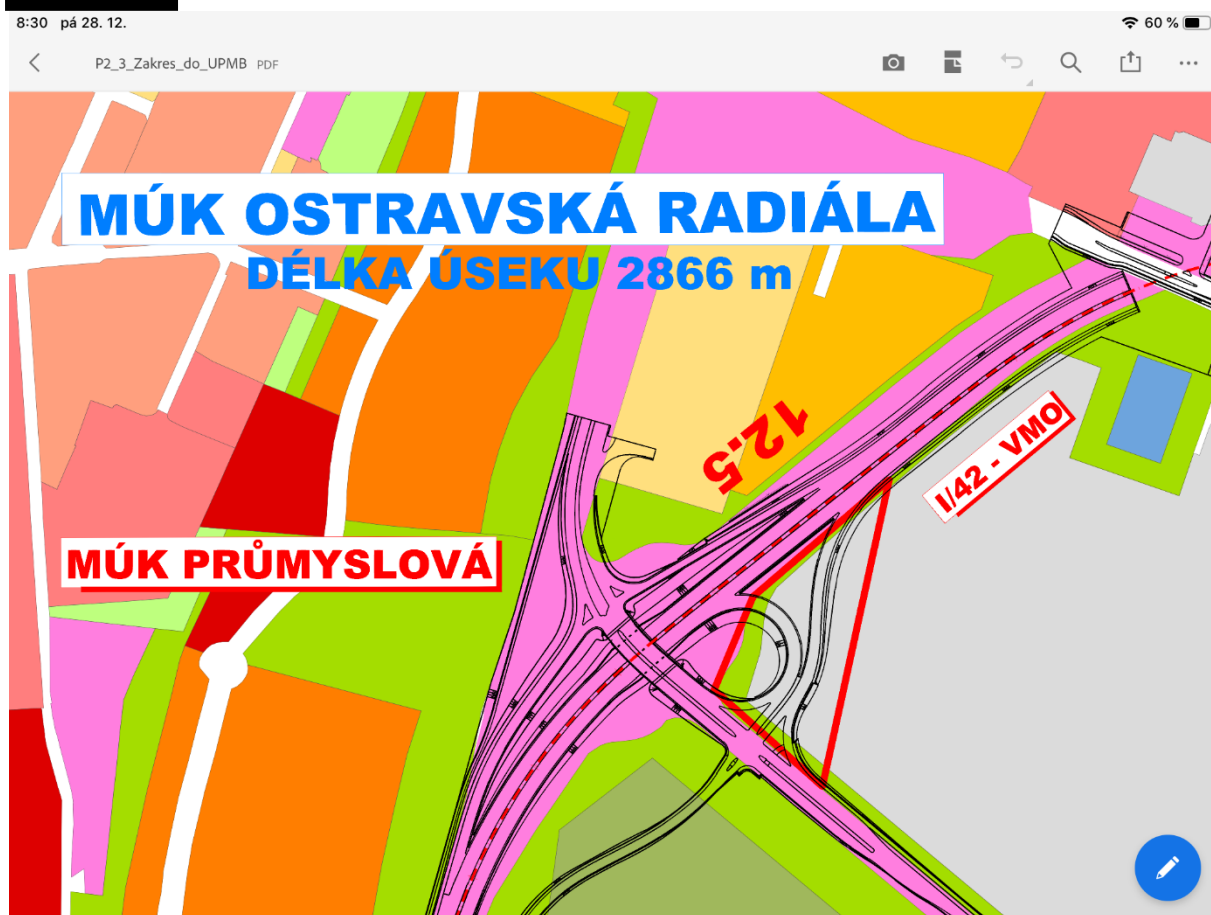 8:30 pá 28. 12.
60 %
P2_3_Zakres_do_UPMB PDF
MÚK OSTRAVSKÁ RADIÁLA
DÉLKA ÚSEKU 2866 m
12.5
I/42 - VMO
MÚK PRŮMYSLOVÁ